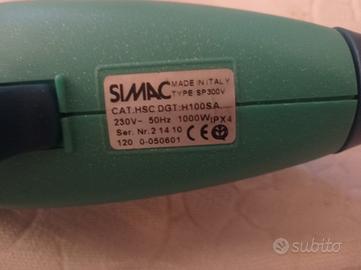 SIMAC MADE IN ITALY
TYPE SP300V
CAT.:HSC DGT:H100SA....
230V~ 50Hz 1000W IPX4
Ser. Nr.2 14 10 CE
120 0-050601
subito